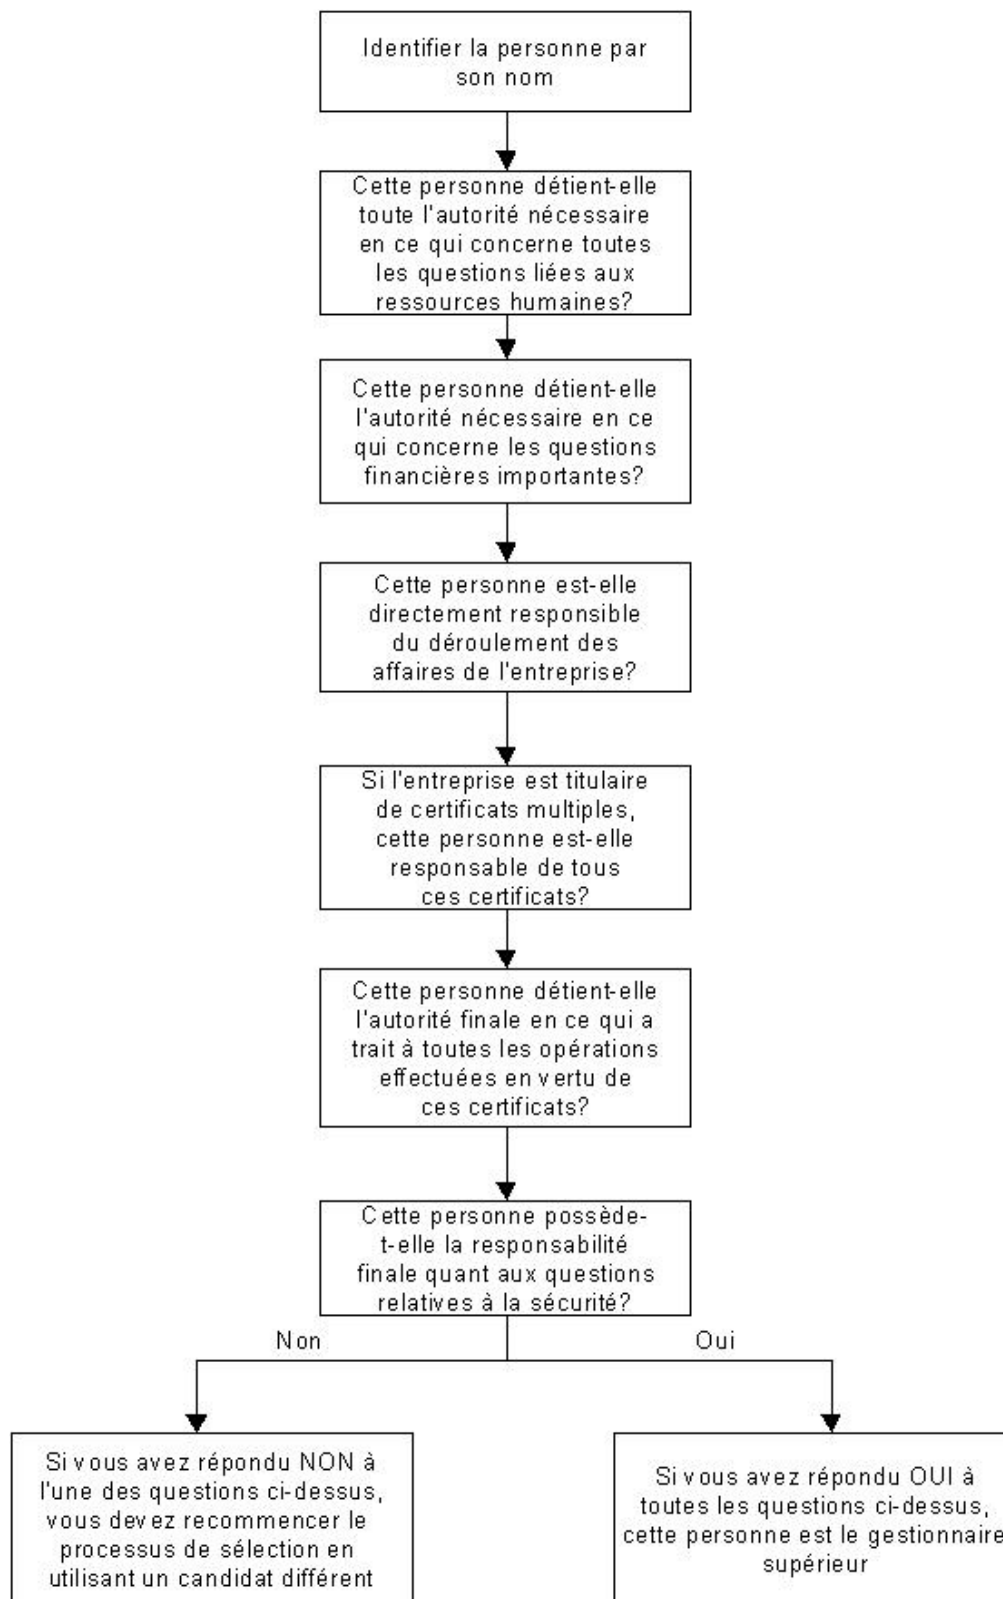 Identifier la personne par
son nom
Cette personne détient-elle
toute l'autorité nécessaire
en ce qui concerne toutes
les questions liées aux
ressources humaines?
Cette personne détient-elle
l'autorité nécessaire en ce
qui concerne les questions
financières importantes?
Cette personne est-elle
directement responsible
du déroulement des
affaires de l'entreprise?
Si l'entreprise est titulaire
de certificats multiples,
cette personne est-elle
responsable de tous
ces certificats?
Cette personne détient-elle
l'autorité finale en ce qui a
trait à toutes les opérations
effectuées en vertu de
ces certificats?
Cette personne possède-
t-elle la responsabilité
finale quant aux questions
relatives à la sécurité?
Non
Oui
Si vous avez répondu NON à
l'une des questions ci-dessus,
vous devez recommencer le
processus de sélection en
utilisant un candidat différent
Si vous avez répondu OUI à
toutes les questions ci-dessus,
cette personne est le gestionnaire
supérieur